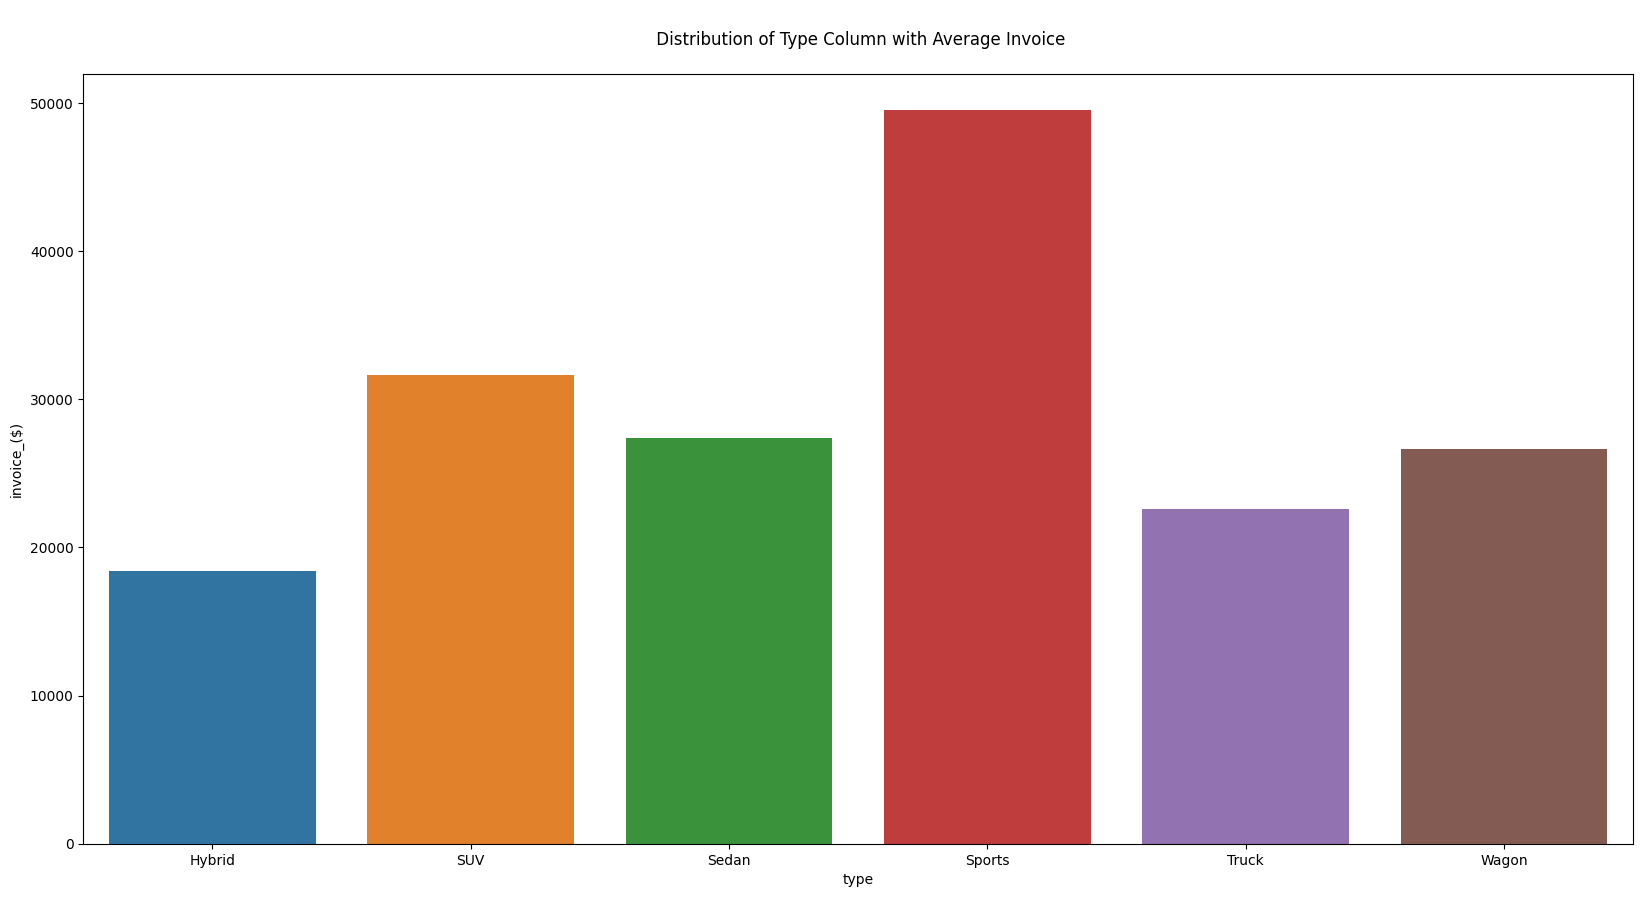 Distribution of Type Column with Average Invoice
50000
40000
30000
20000
10000
0
invoice_($)
Hybrid SUV Sedan Sports Truck Wagon
type